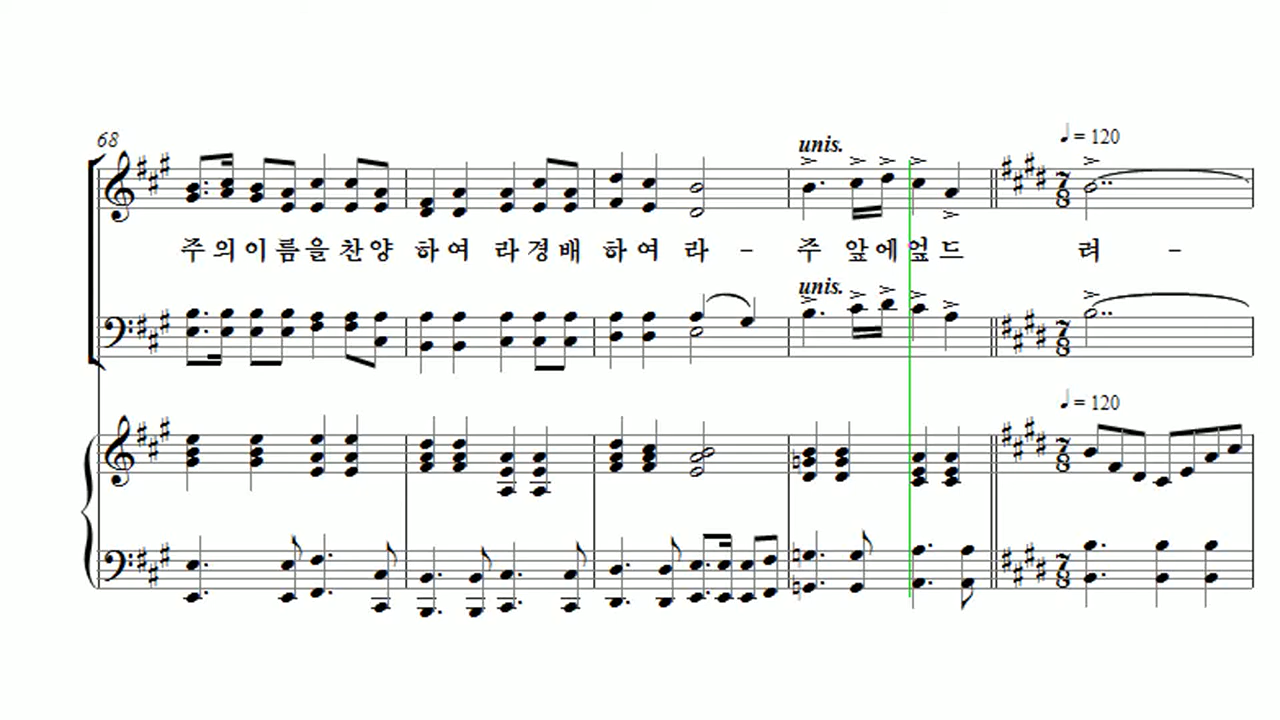 68
unis.
♩ = 120
주 의 이 름 을 찬 양 하 여 라 경 배 하 여 라 - 주 앞 에 엎 드 려 -
unis.
♩ = 120